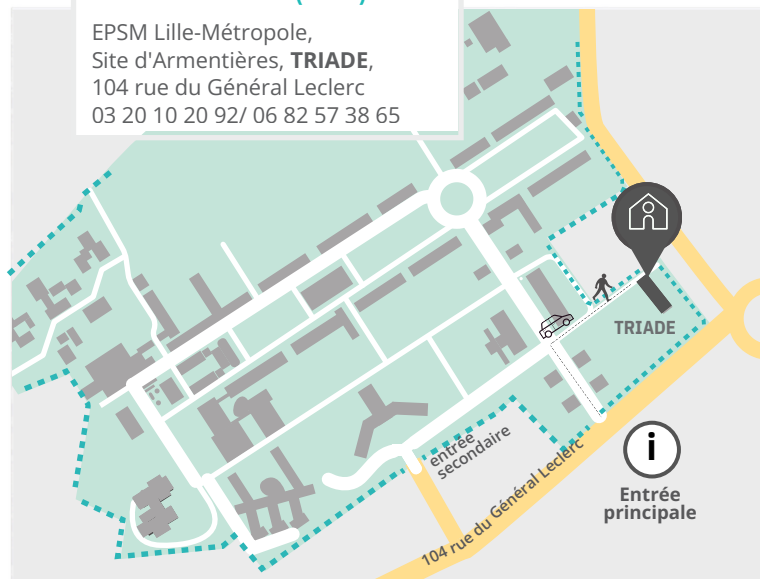 EPSM Lille-Métropole,
Site d'Armentières, TRIADE,
104 rue du Général Leclerc
03 20 10 20 92/ 06 82 57 38 65
TRIADE
entrée
secondaire
104 rue du Général Leclerc
i
Entrée
principale